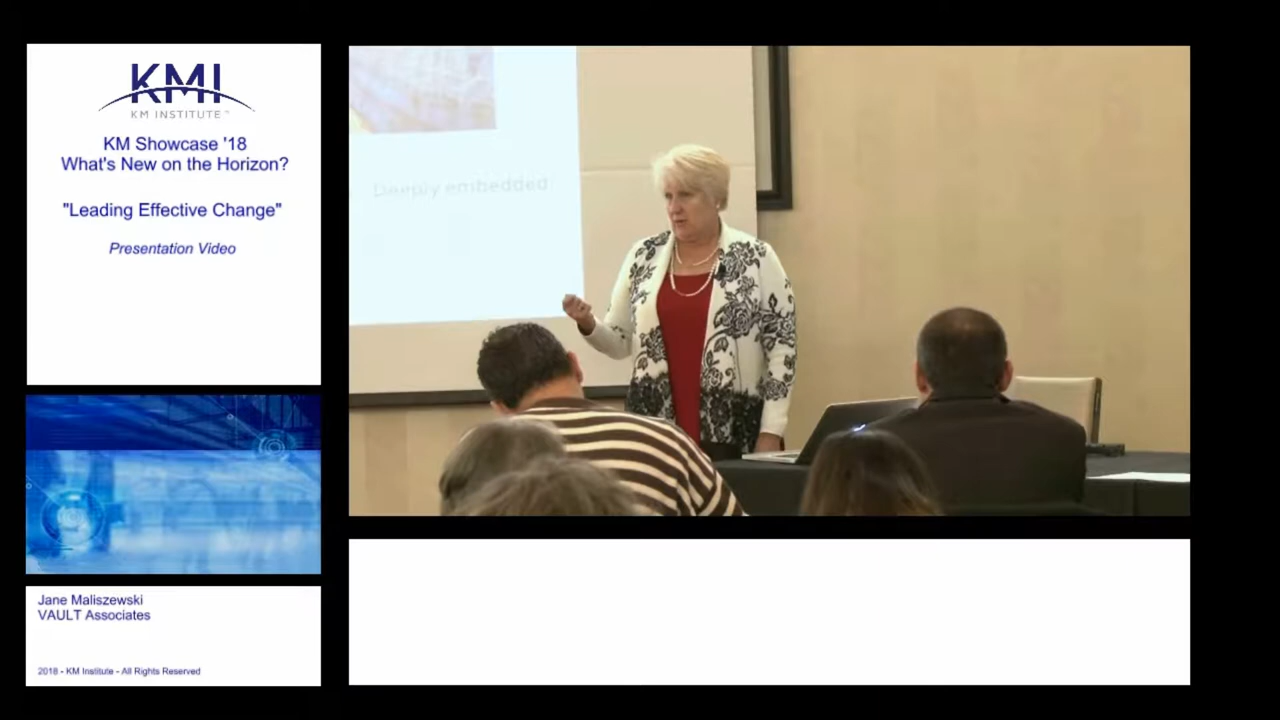 KMI
KM INSTITUTE™
KM Showcase '18
What's New on the Horizon?
"Leading Effective Change"
Presentation Video
Deeply embedded
Jane Maliszewski
VAULT Associates
2018 - KM Institute - All Rights Reserved